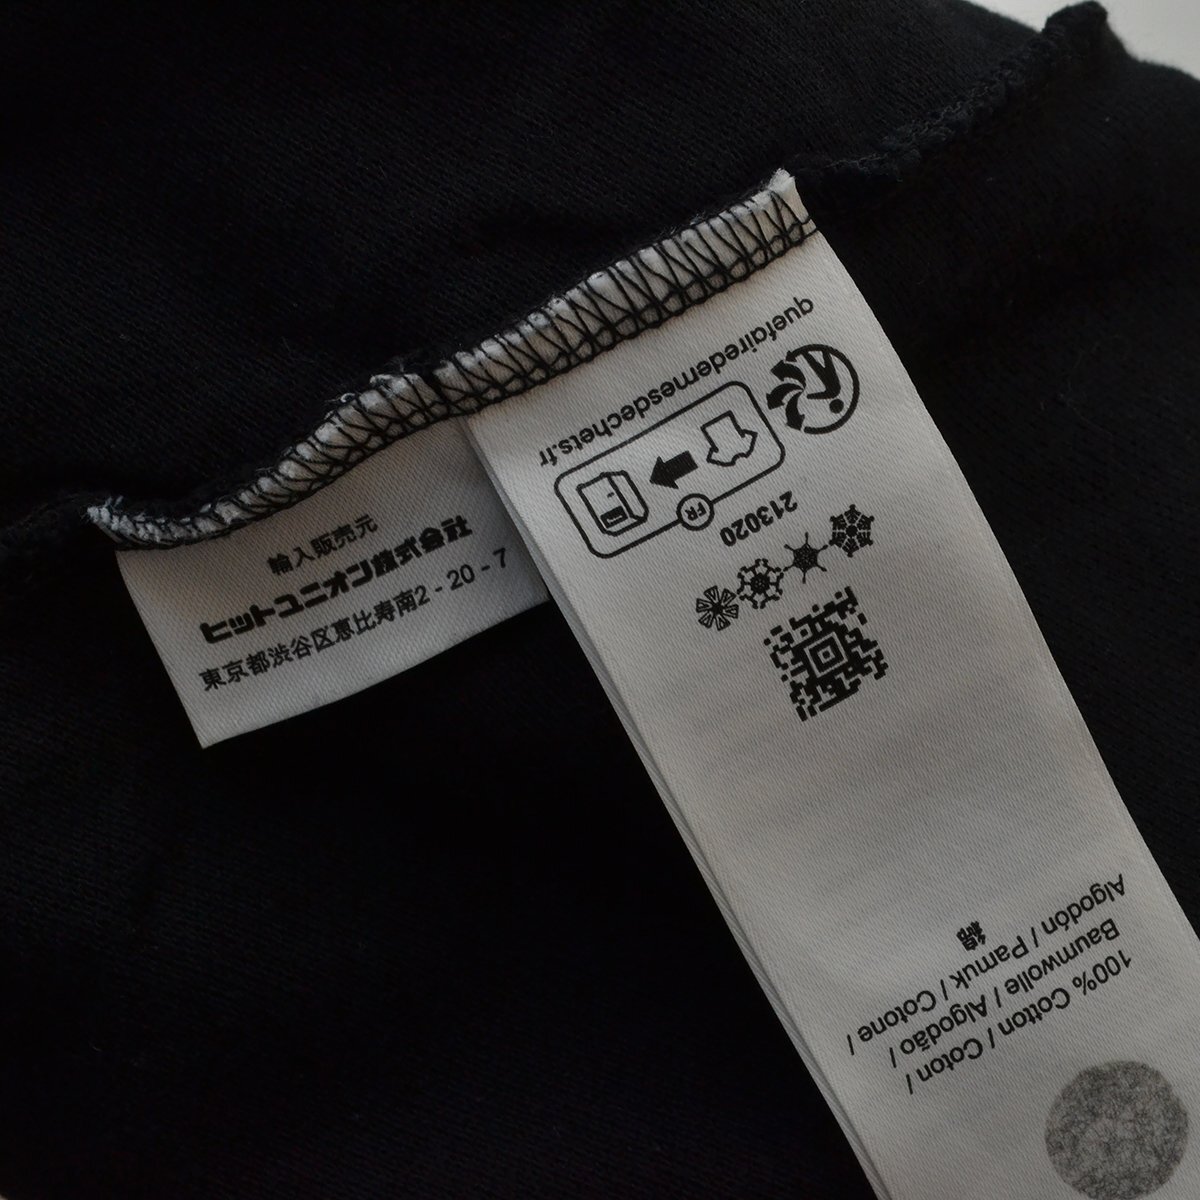 輸入販売元
ヒットユニオン株式会社
東京都渋谷区恵比寿南2-20-7
100% Cotton / Coton /
Baumwolle / Algodão /
Algodón / Pamuk / Cotone /
綿
213020
FR
quefairedemesdechets.fr